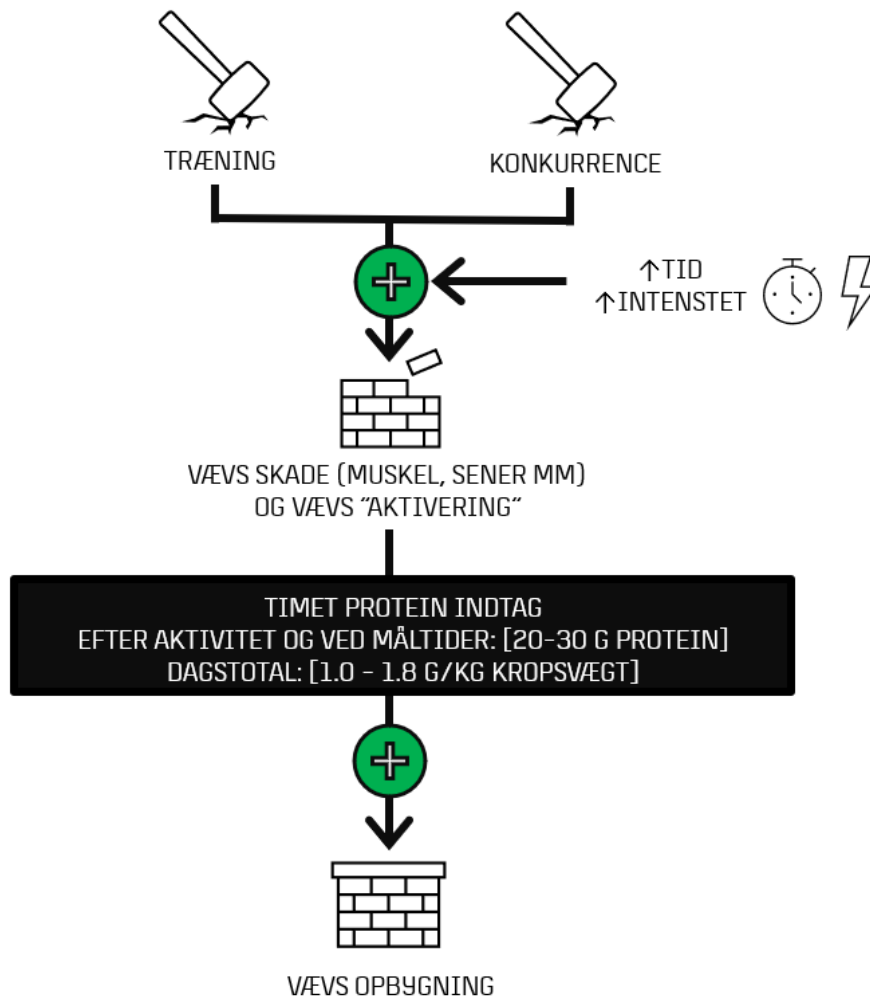 TRÆNING
KONKURRENCE
↑TID
↑INTENSTET
VÆVS SKADE (MUSKEL, SENER MM)
OG VÆVS "AKTIVERING"
TIMET PROTEIN INDTAG
EFTER AKTIVITET OG VED MÅLTIDER: [20-30 G PROTEIN]
DAGSTOTAL: [1.0 - 1.8 G/KG KROPSVÆGT]
VÆVS OPBYGNING